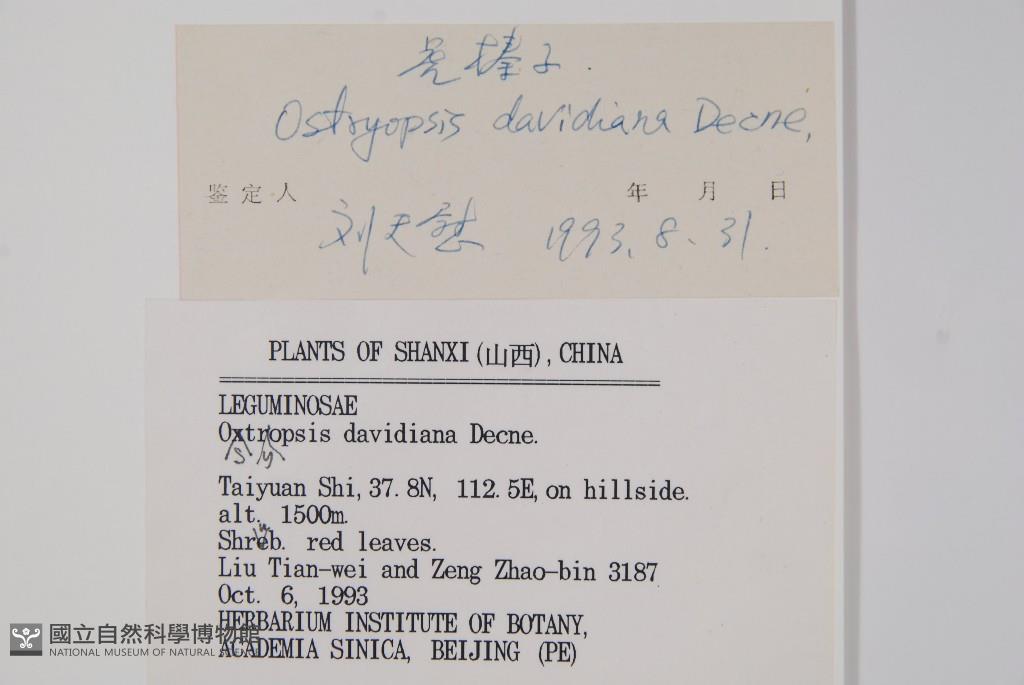 虎榛子.
Ostryopsis davidiana Decne,
鉴定人 年 月 日
刘天慰 1993. 8. 31.
PLANTS OF SHANXI (山西), CHINA
LEGUMINOSAE
Oxtropsis davidiana Decne.
s y
Taiyuan Shi, 37.8N, 112.5E, on hillside.
alt. 1500m.
u
Shreb. red leaves.
Liu Tian-wei and Zeng Zhao-bin 3187
Oct. 6, 1993
HERBARIUM INSTITUTE OF BOTANY,
ACADEMIA SINICA, BEIJING (PE)
國立自然科學博物館
NATIONAL MUSEUM OF NATURAL SCIENCE